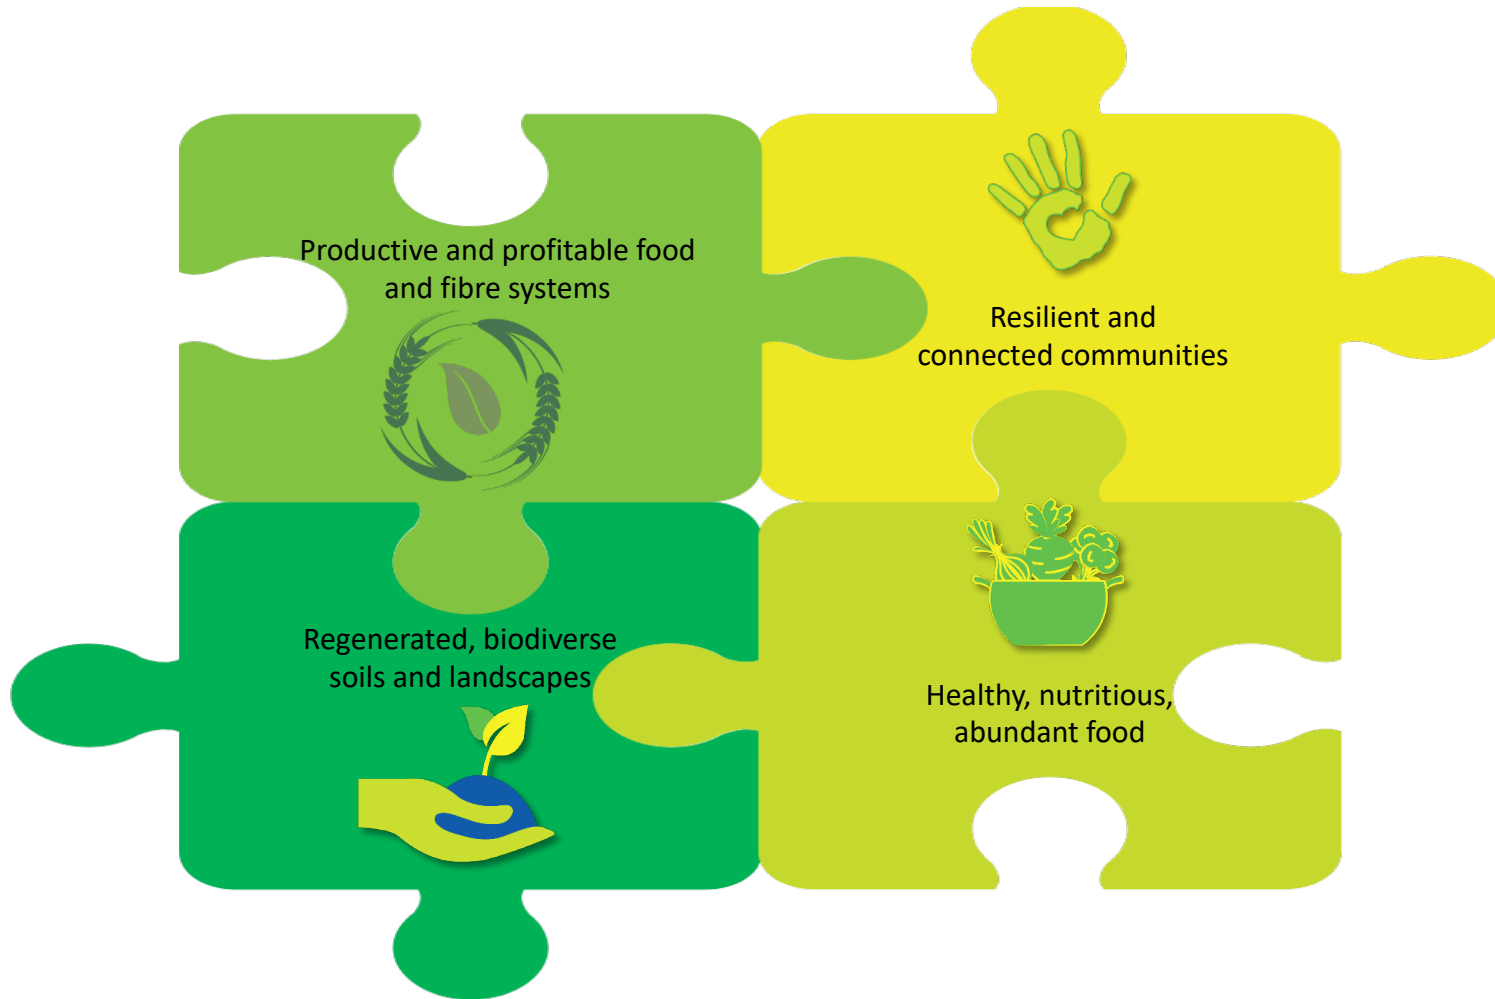 Productive and profitable food
and fibre systems
Resilient and
connected communities
Regenerated, biodiverse
soils and landscapes
Healthy, nutritious,
abundant food